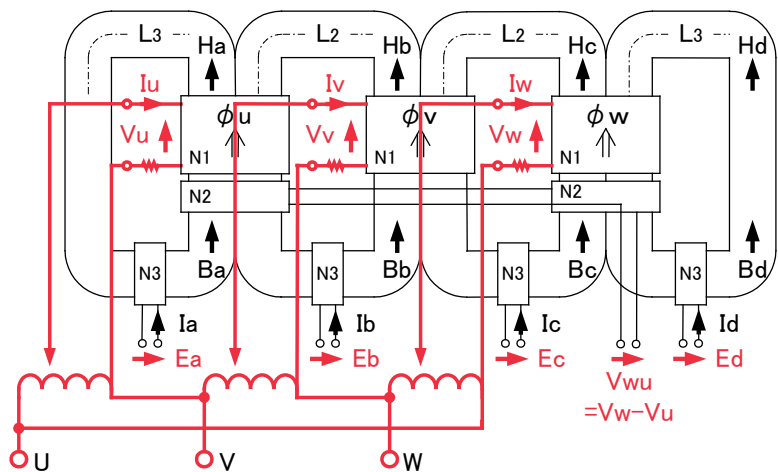 L3 Ha L2 Hb L2 Hc L3 Hd
Iu Iv Iw
Vu φu Vv φv Vw φw
N1 N1 N1
N2 N2
Ba Bb Bc Bd
N3 N3 N3 N3
Ia Ib Ic Id
Ea Eb Ec Ed
Vwu
=Vw-Vu
U V W